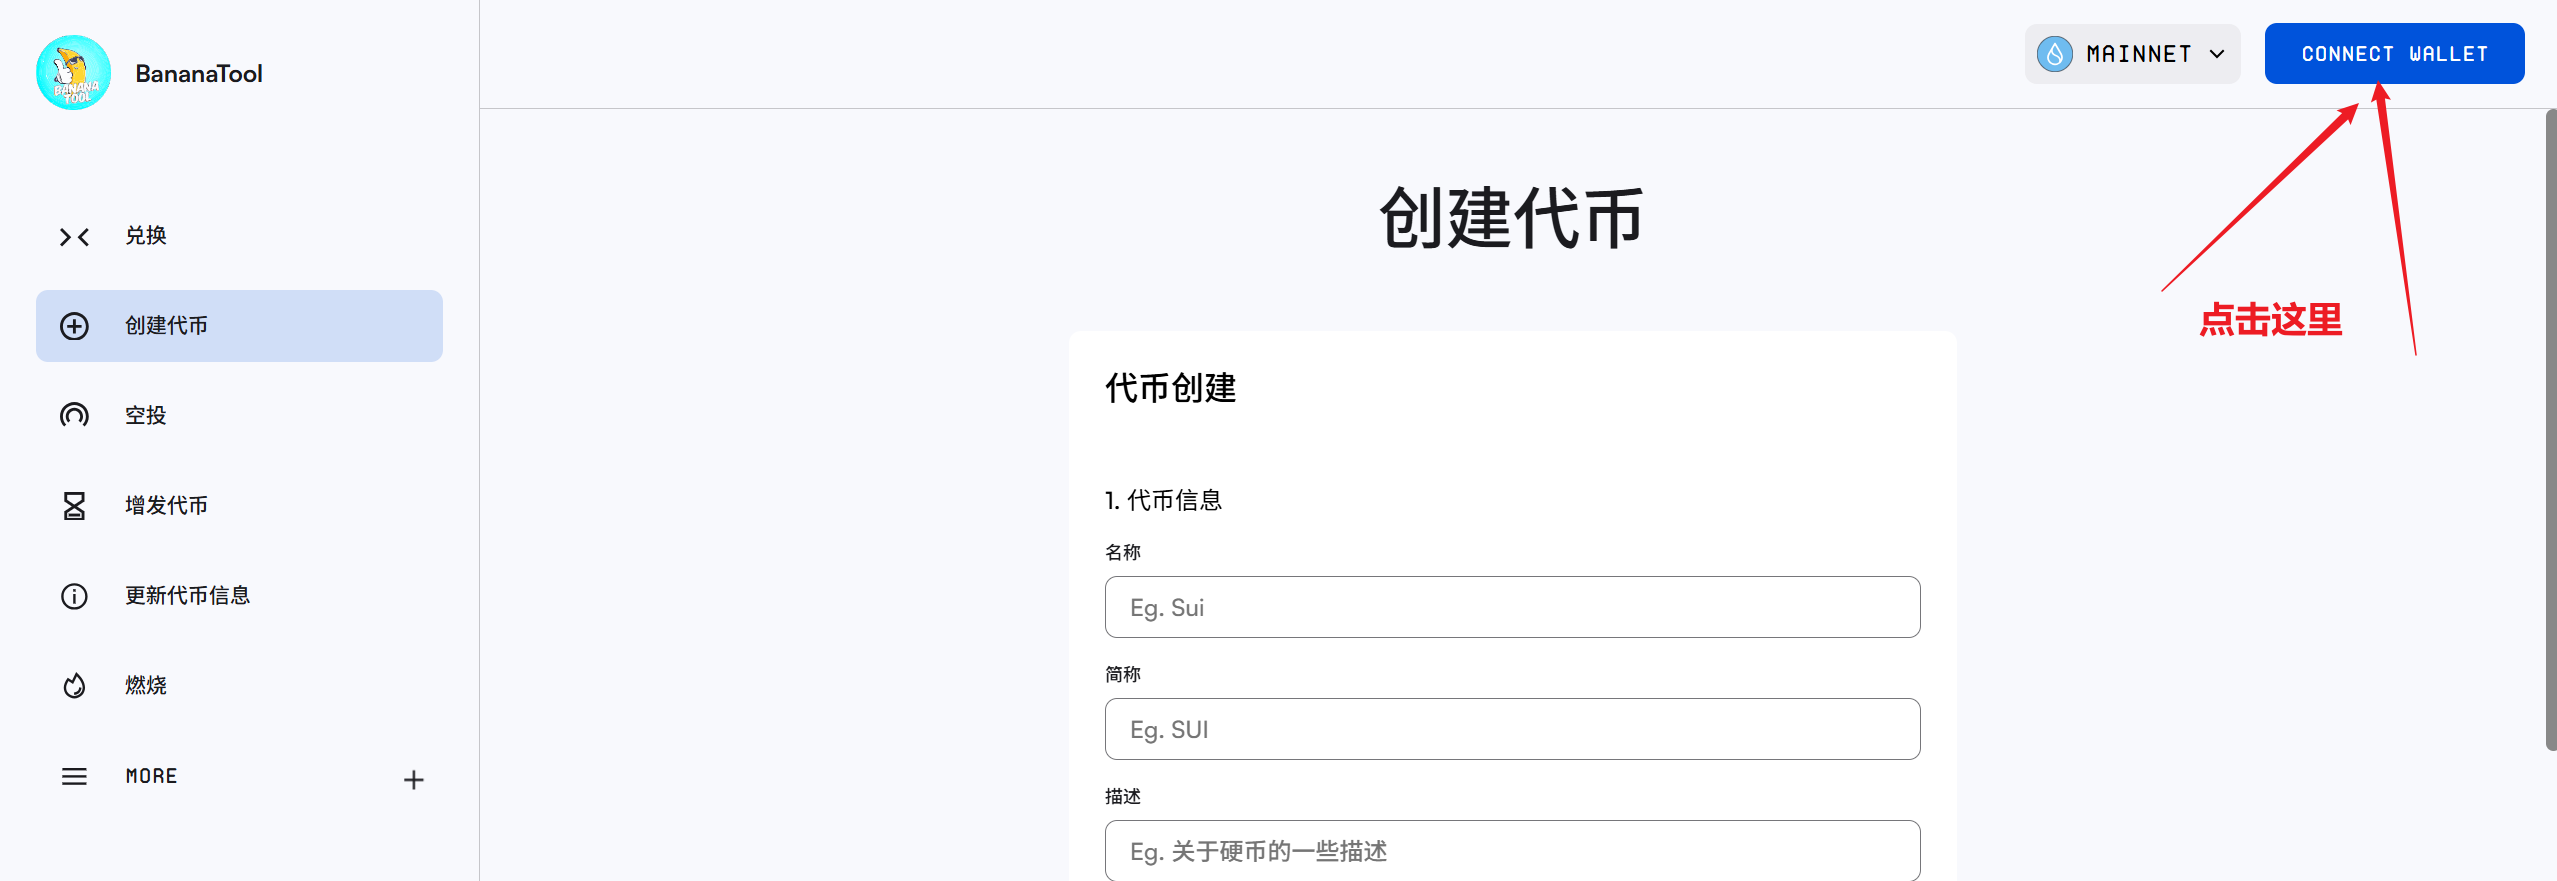 BANANA
TOOL
BananaTool
MAINNET
CONNECT WALLET
兑换
创建代币
空投
增发代币
更新代币信息
燃烧
MORE
创建代币
点击这里
代币创建
1. 代币信息
名称
Eg. Sui
简称
Eg. SUI
描述
Eg. 关于硬币的一些描述